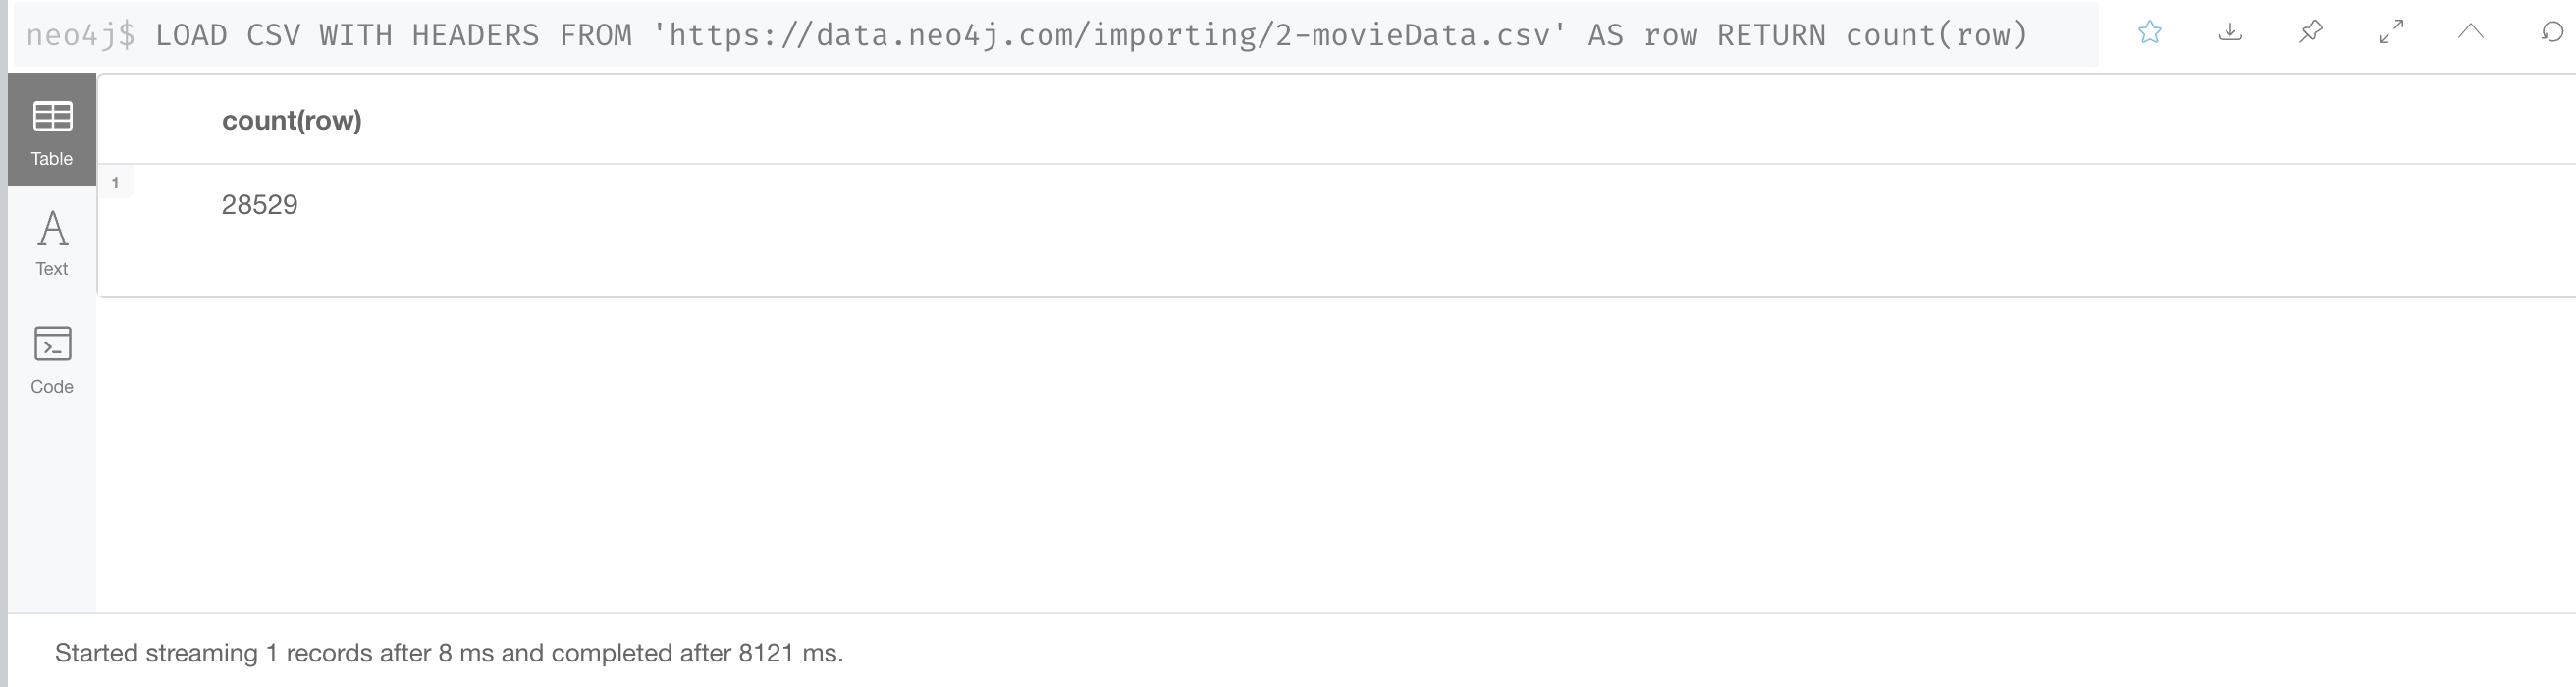 neo4j$ LOAD CSV WITH HEADERS FROM 'https://data.neo4j.com/importing/2-movieData.csv' AS row RETURN count(row)
Table
count(row)
1
28529
Text
Code
Started streaming 1 records after 8 ms and completed after 8121 ms.